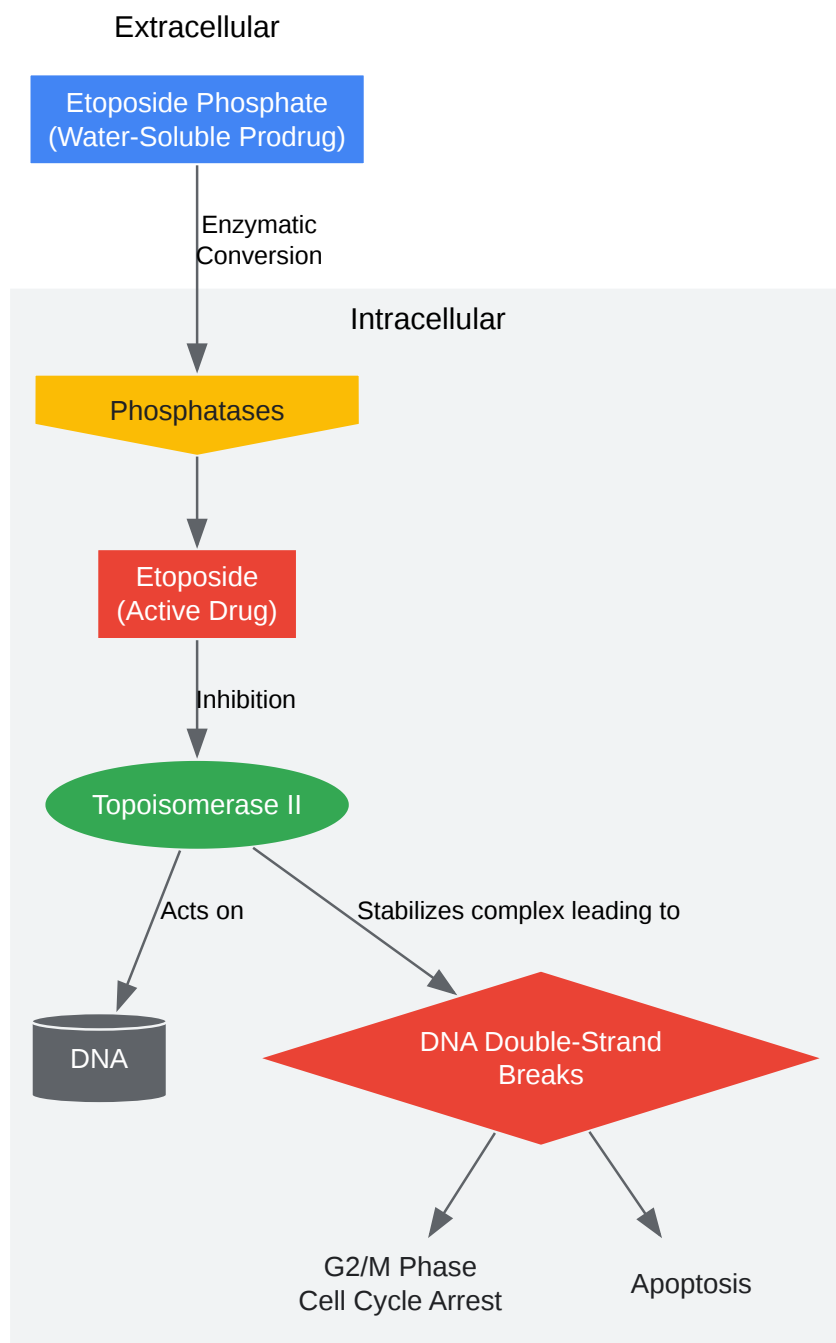 Extracellular
Etoposide Phosphate
(Water-Soluble Prodrug)
Enzymatic
Conversion
Intracellular
Phosphatases
Etoposide
(Active Drug)
Inhibition
Topoisomerase II
Acts on
Stabilizes complex leading to
DNA
DNA Double-Strand
Breaks
G2/M Phase
Cell Cycle Arrest
Apoptosis